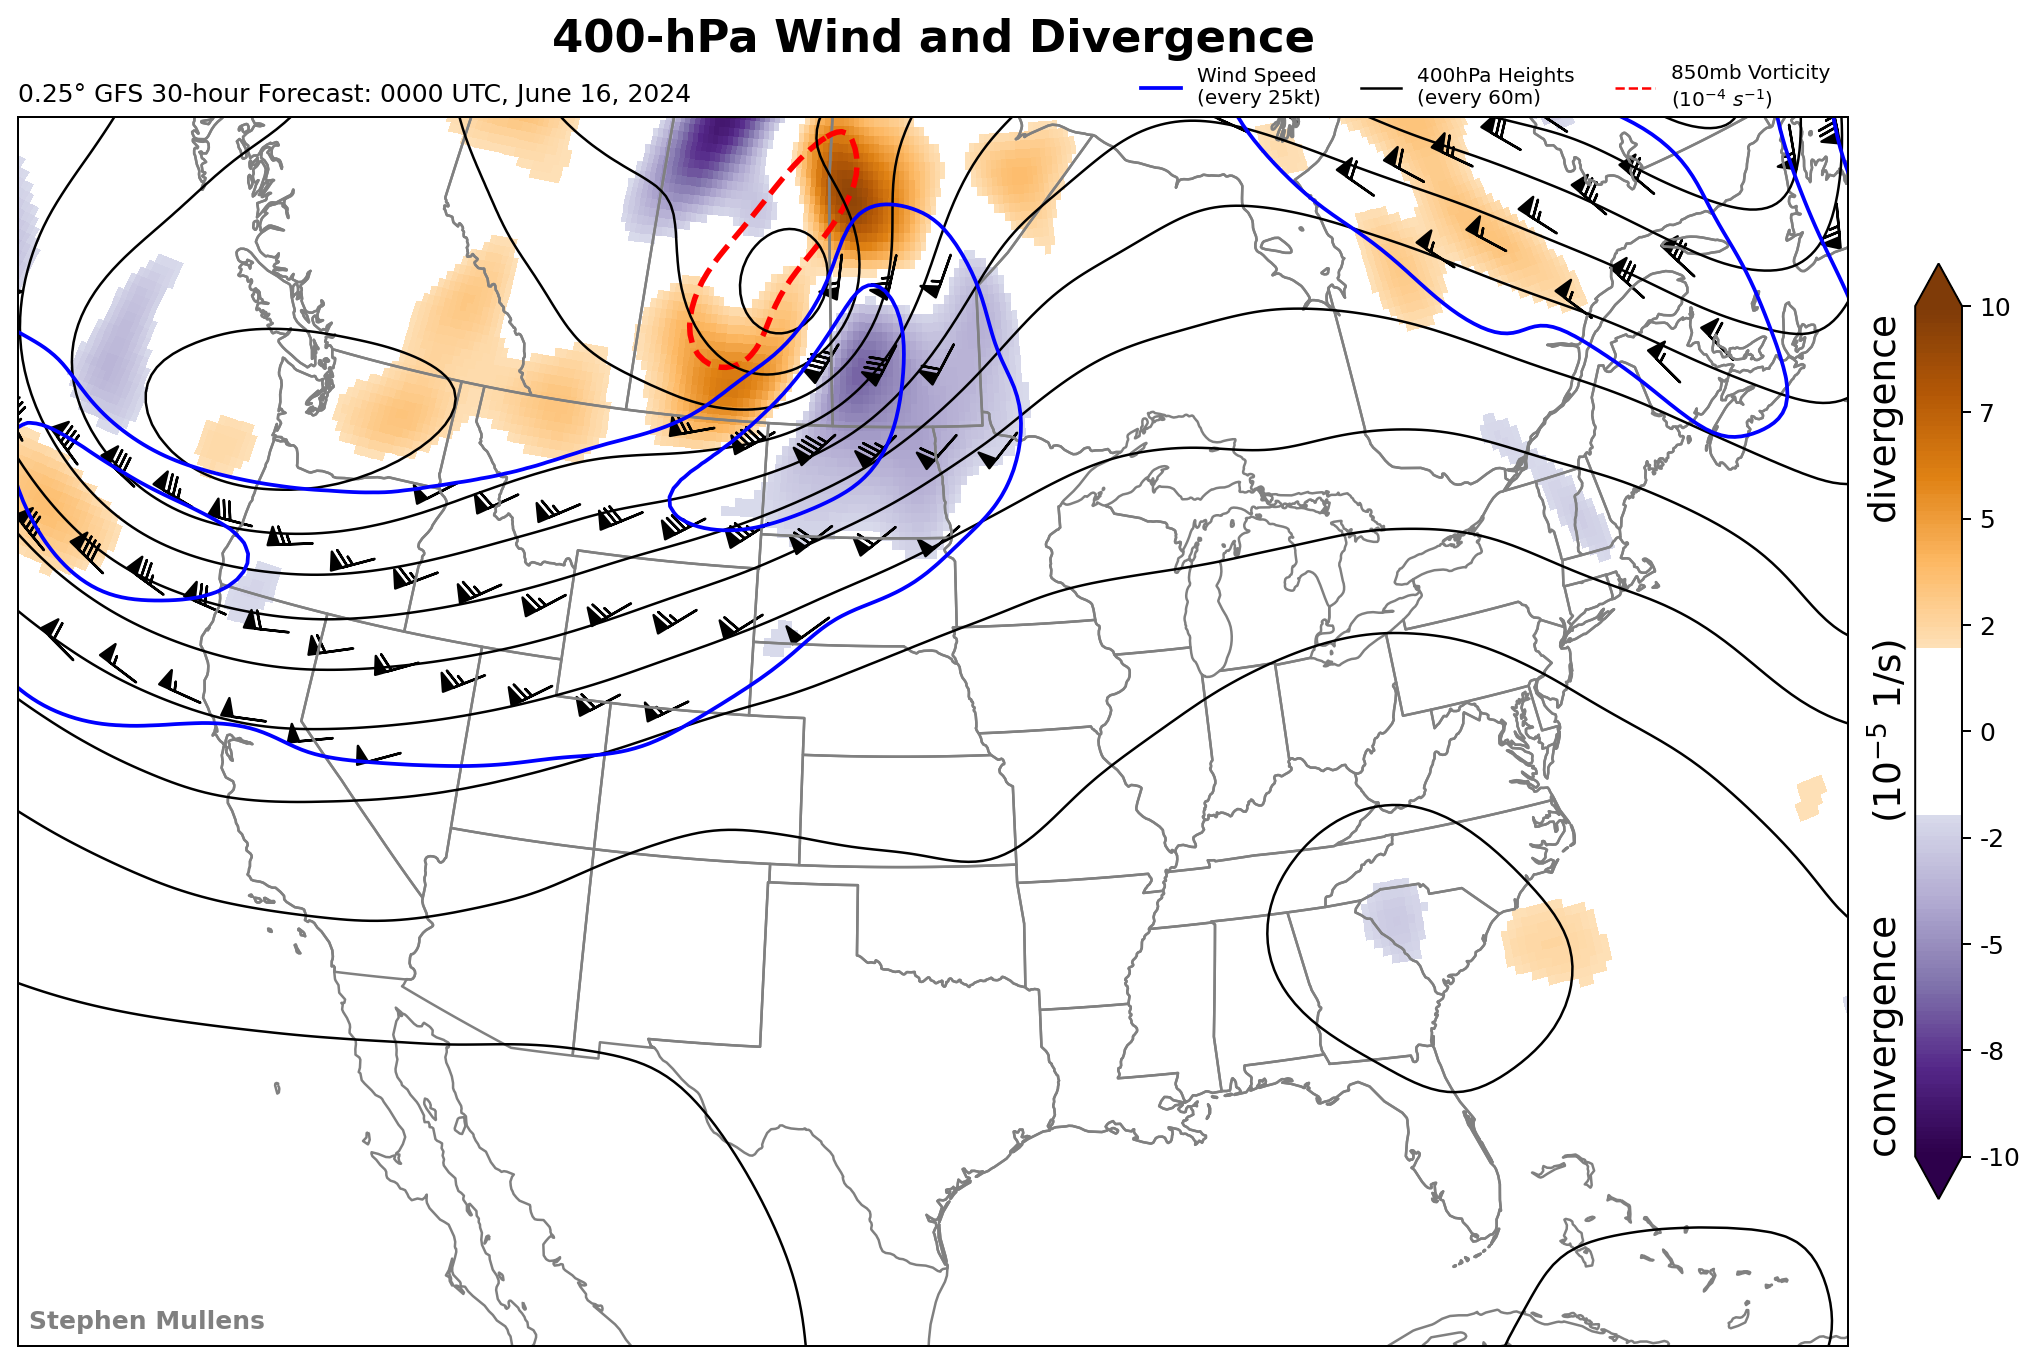 400-hPa Wind and Divergence
0.25° GFS 30-hour Forecast: 0000 UTC, June 16, 2024
Wind Speed
(every 25kt)
400hPa Heights
(every 60m)
850mb Vorticity
(10⁻⁴ s⁻¹)
10
7
5
2
0
-2
-5
-8
-10
convergence (10⁻⁵ 1/s) divergence
Stephen Mullens